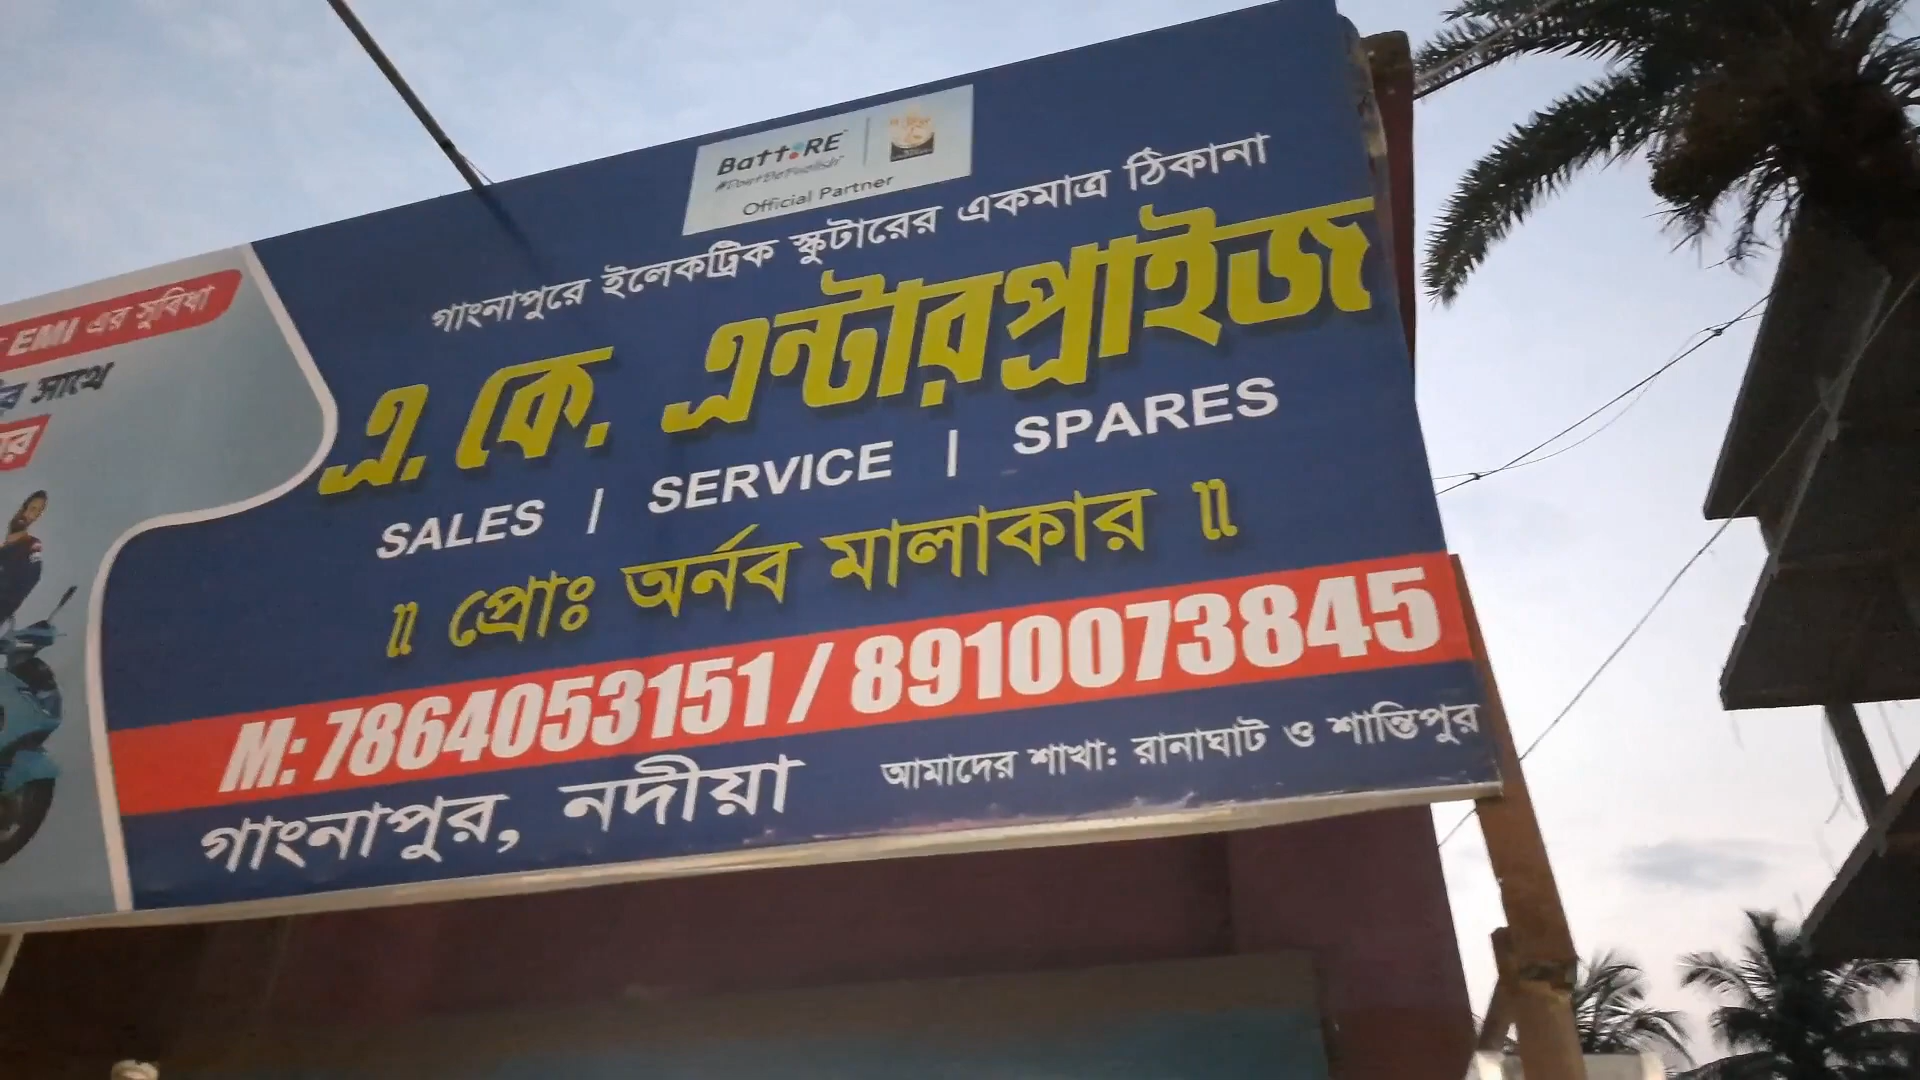 BattRE
Official Partner
গাংনাপুরে ইলেকট্রিক স্কুটারের একমাত্র ঠিকানা
এ. কে. এন্টারপ্রাইজ
SALES | SERVICE | SPARES
॥ প্রোঃ অর্নব মালাকার ॥
M: 7864053151 / 8910073845
গাংনাপুর, নদীয়া
আমাদের শাখা: রানাঘাট ও শান্তিপুর
EMI এর সুবিধা
সাথে